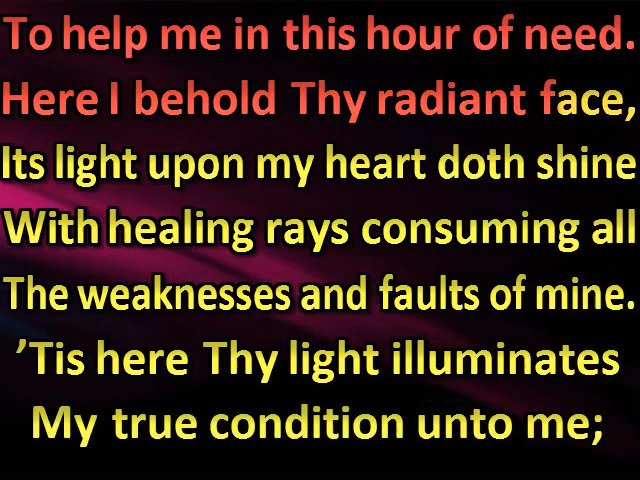 To help me in this hour of need.
Here I behold Thy radiant face,
Its light upon my heart doth shine
With healing rays consuming all
The weaknesses and faults of mine.
’Tis here Thy light illuminates
My true condition unto me;